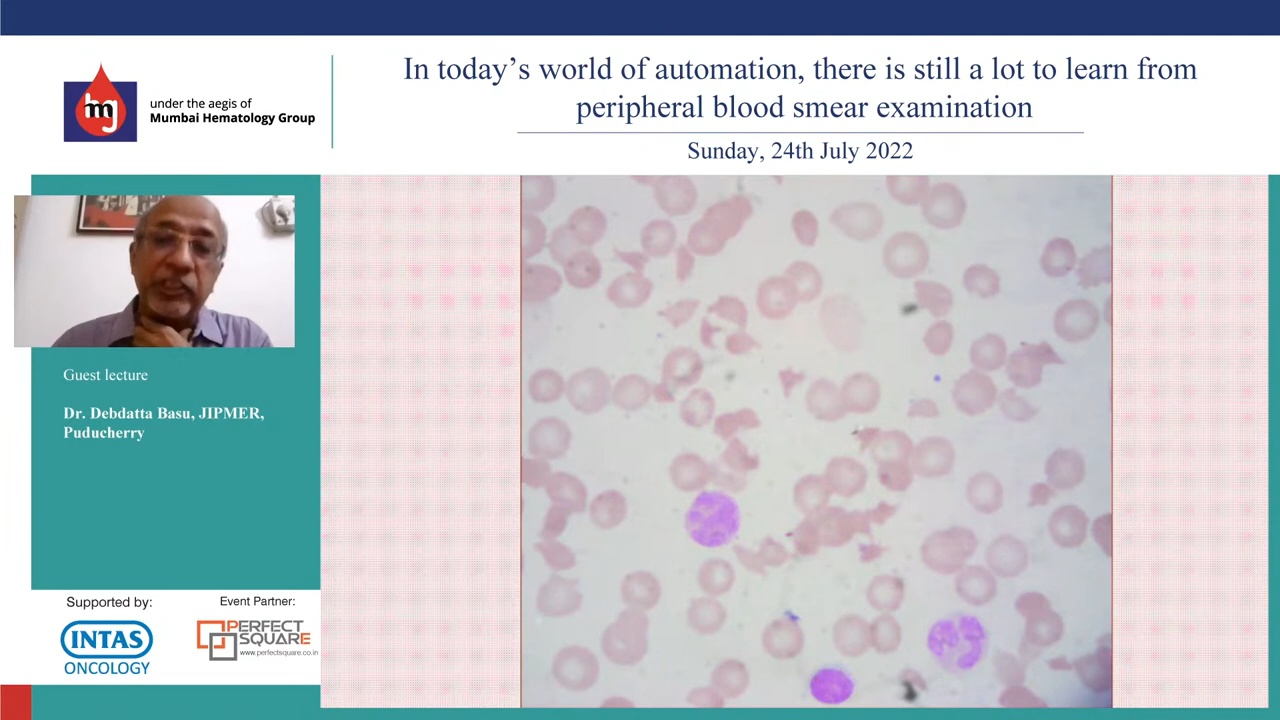 In today's world of automation, there is still a lot to learn from
peripheral blood smear examination
Sunday, 24th July 2022
mg
under the aegis of
Mumbai Hematology Group
Guest lecture
Dr. Debdatta Basu, JIPMER,
Puducherry
Supported by:
INTAS
ONCOLOGY
Event Partner:
PERFECT
SQUARE
www.perfectsquare.co.in